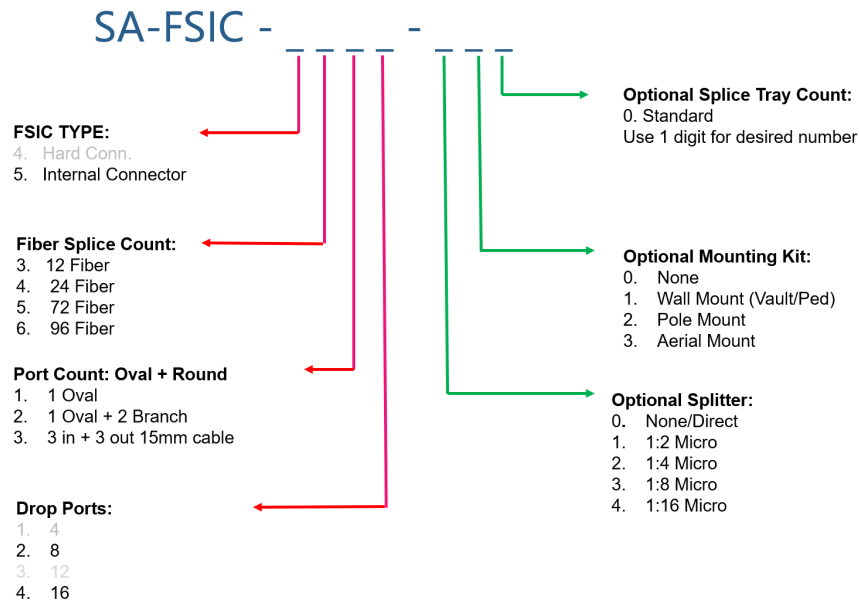 SA-FSIC - _ _ _ _ - _ _ _
FSIC TYPE:
4. Hard Conn.
5. Internal Connector
Fiber Splice Count:
3. 12 Fiber
4. 24 Fiber
5. 72 Fiber
6. 96 Fiber
Port Count: Oval + Round
1. 1 Oval
2. 1 Oval + 2 Branch
3. 3 in + 3 out 15mm cable
Drop Ports:
1. 4
2. 8
3. 12
4. 16
Optional Splice Tray Count:
0. Standard
Use 1 digit for desired number
Optional Mounting Kit:
0. None
1. Wall Mount (Vault/Ped)
2. Pole Mount
3. Aerial Mount
Optional Splitter:
0. None/Direct
1. 1:2 Micro
2. 1:4 Micro
3. 1:8 Micro
4. 1:16 Micro